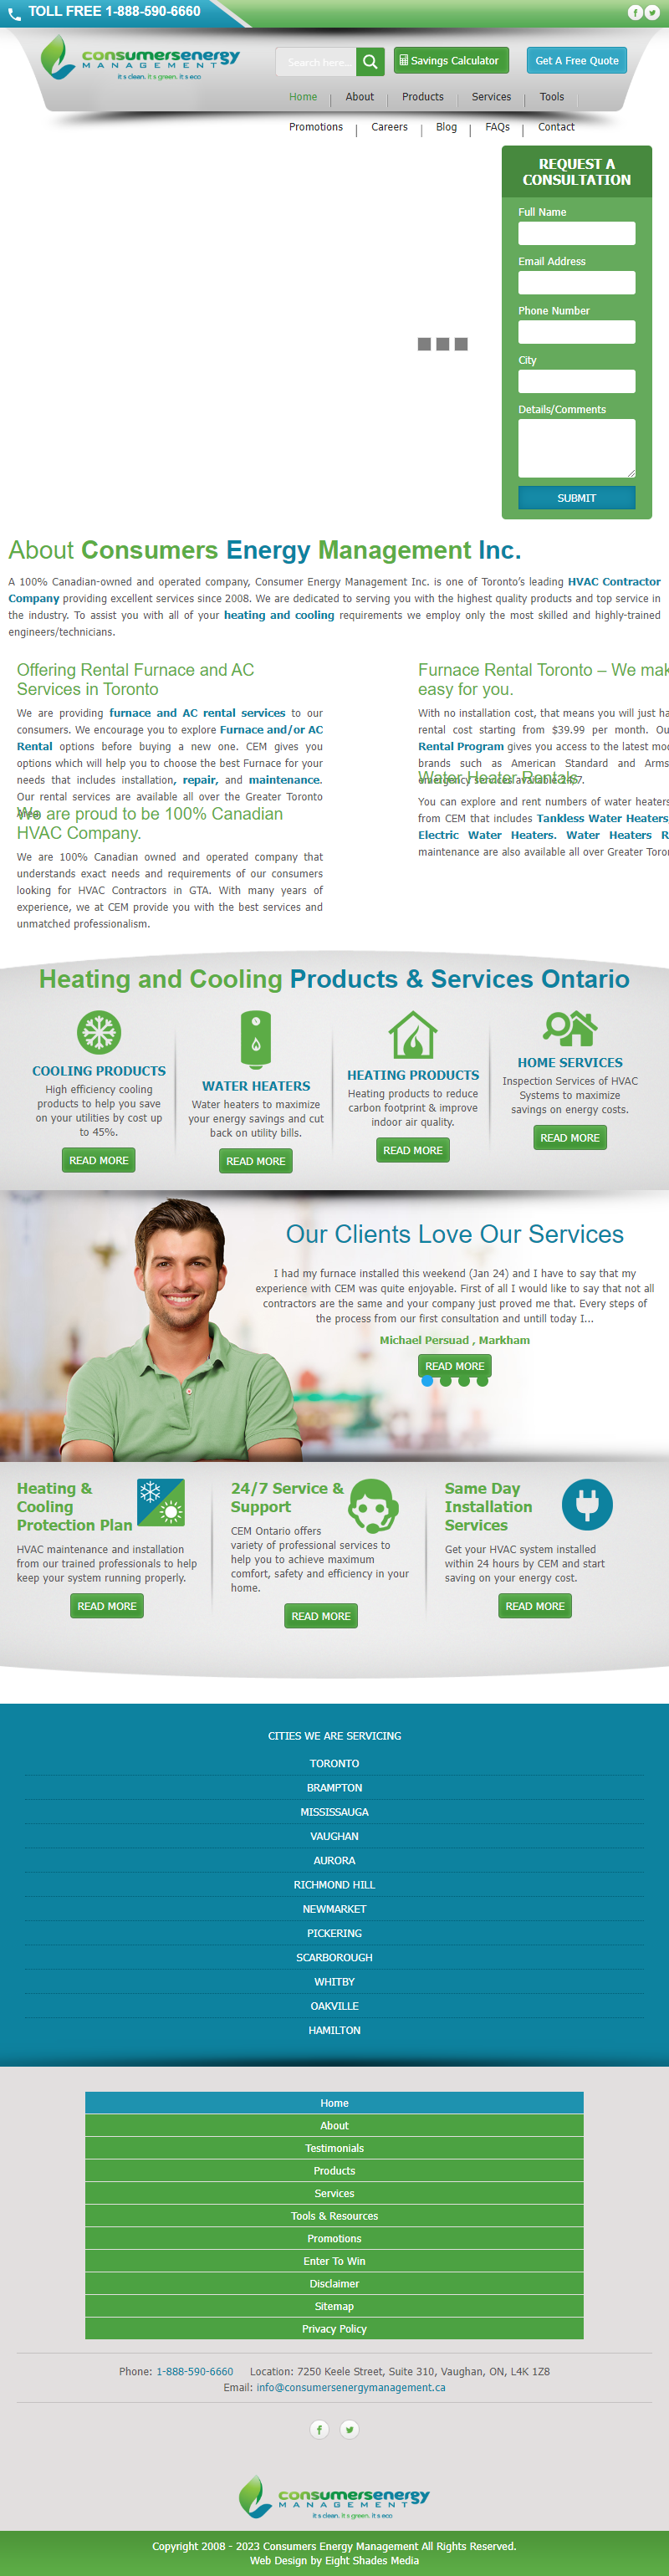 TOLL FREE 1-888-590-6660
consumersenergy
MANAGEMENT
it's clean. it's green. it's eco
Search here...
Savings Calculator
Get A Free Quote
Home
About
Products
Services
Tools
Promotions
Careers
Blog
FAQs
Contact
REQUEST A
CONSULTATION
Full Name
Email Address
Phone Number
City
Details/Comments
SUBMIT
About Consumers Energy Management Inc.
A 100% Canadian-owned and operated company, Consumer Energy Management Inc. is one of Toronto's leading HVAC Contractor
Company providing excellent services since 2008. We are dedicated to serving you with the highest quality products and top service in
the industry. To assist you with all of your heating and cooling requirements we employ only the most skilled and highly-trained
engineers/technicians.
Offering Rental Furnace and AC
Services in Toronto
We are providing furnace and AC rental services to our
consumers. We encourage you to explore Furnace and/or AC
Rental options before buying a new one. CEM gives you
options which will help you to choose the best Furnace for your
needs that includes installation, repair, and maintenance.
Our rental services are available all over the Greater Toronto
Area.
We are proud to be 100% Canadian
HVAC Company.
We are 100% Canadian owned and operated company that
understands exact needs and requirements of our consumers
looking for HVAC Contractors in GTA. With many years of
experience, we at CEM provide you with the best services and
unmatched professionalism.
Furnace Rental Toronto – We mak
easy for you.
With no installation cost, that means you will just ha
rental cost starting from $39.99 per month. Ou
Rental Program gives you access to the latest mod
brands such as American Standard and Arms
emergency services available 24/7.
Water Heater Rentals
You can explore and rent numbers of water heaters
from CEM that includes Tankless Water Heaters,
Electric Water Heaters. Water Heaters R
maintenance are also available all over Greater Toron
Heating and Cooling Products & Services Ontario
COOLING PRODUCTS
High efficiency cooling
products to help you save
on your utilities by cost up
to 45%.
READ MORE
WATER HEATERS
Water heaters to maximize
your energy savings and cut
back on utility bills.
READ MORE
HEATING PRODUCTS
Heating products to reduce
carbon footprint & improve
indoor air quality.
READ MORE
HOME SERVICES
Inspection Services of HVAC
Systems to maximize
savings on energy costs.
READ MORE
Our Clients Love Our Services
I had my furnace installed this weekend (Jan 24) and I have to say that my
experience with CEM was quite enjoyable. First of all I would like to say that not all
contractors are the same and your company just proved me that. Every steps of
the process from our first consultation and untill today I...
Michael Persuad , Markham
READ MORE
Heating &
Cooling
Protection Plan
HVAC maintenance and installation
from our trained professionals to help
keep your system running properly.
READ MORE
24/7 Service &
Support
CEM Ontario offers
variety of professional services to
help you to achieve maximum
comfort, safety and efficiency in your
home.
READ MORE
Same Day
Installation
Services
Get your HVAC system installed
within 24 hours by CEM and start
saving on your energy cost.
READ MORE
CITIES WE ARE SERVICING
TORONTO
BRAMPTON
MISSISSAUGA
VAUGHAN
AURORA
RICHMOND HILL
NEWMARKET
PICKERING
SCARBOROUGH
WHITBY
OAKVILLE
HAMILTON
Home
About
Testimonials
Products
Services
Tools & Resources
Promotions
Enter To Win
Disclaimer
Sitemap
Privacy Policy
Phone: 1-888-590-6660 Location: 7250 Keele Street, Suite 310, Vaughan, ON, L4K 1Z8
Email: info@consumersenergymanagement.ca
consumersenergy
MANAGEMENT
it's clean. it's green. it's eco
Copyright 2008 - 2023 Consumers Energy Management All Rights Reserved.
Web Design by Eight Shades Media